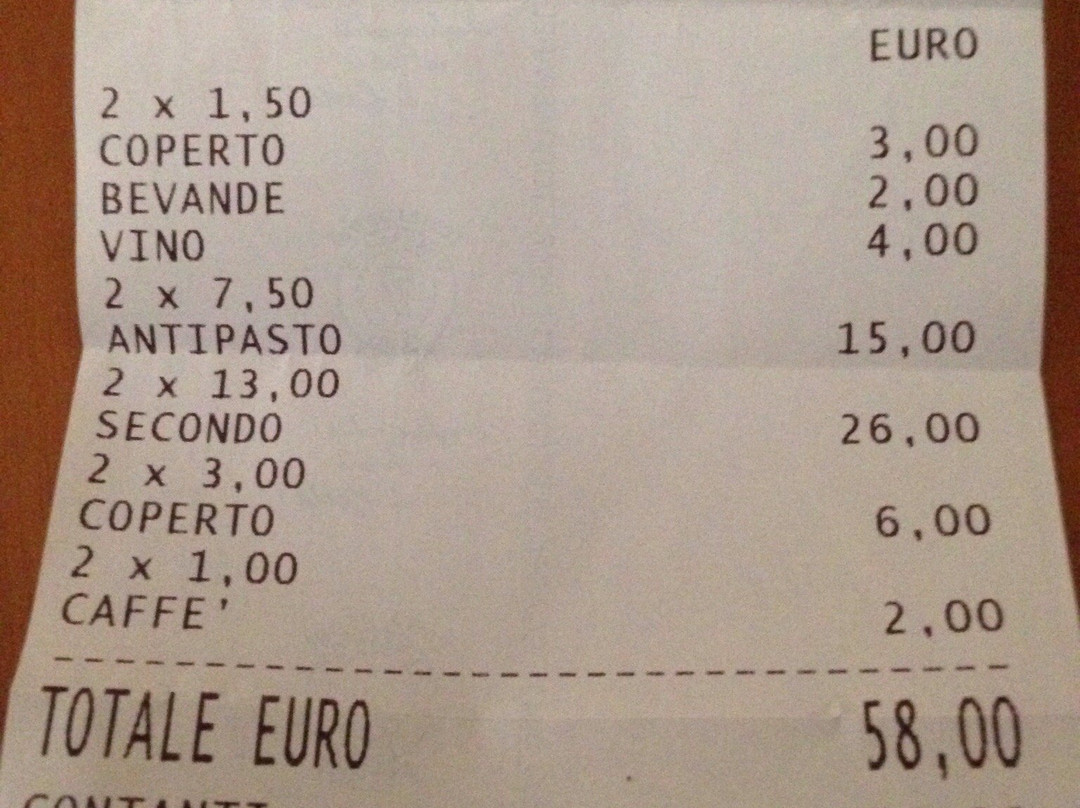 EURO
2 x 1,50
COPERTO 3,00
BEVANDE 2,00
VINO 4,00
2 x 7,50
ANTIPASTO 15,00
2 x 13,00
SECONDO 26,00
2 x 3,00
COPERTO 6,00
2 x 1,00
CAFFE' 2,00
--------------------------------
TOTALE EURO 58,00
CONTANTI